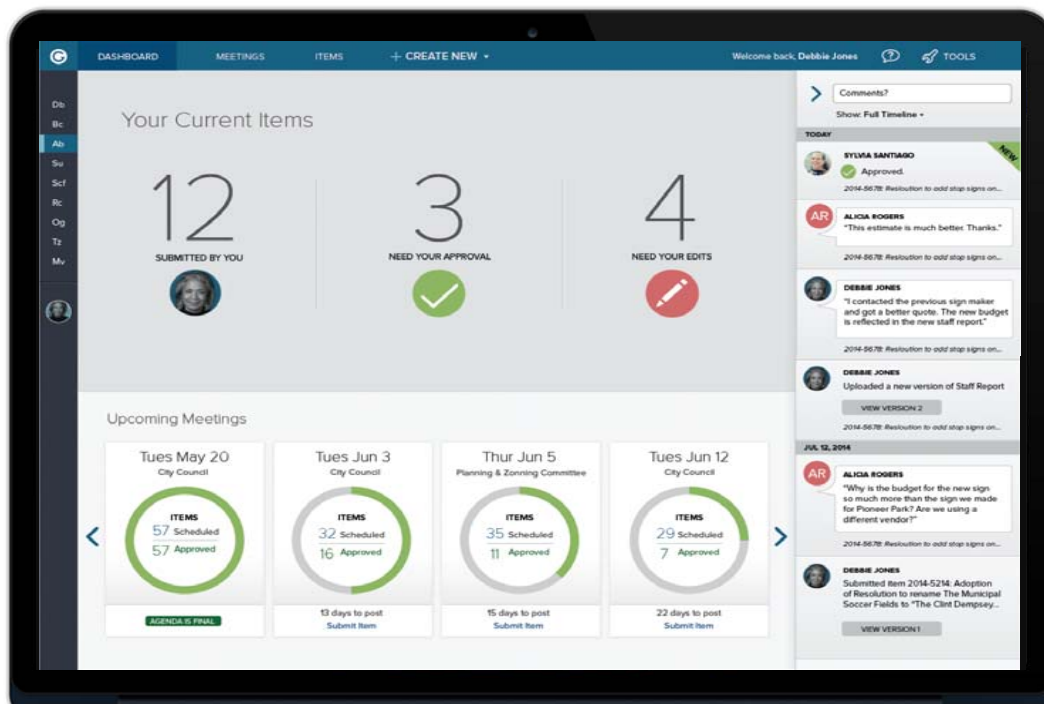 G DASHBOARD MEETINGS ITEMS + CREATE NEW Welcome back, Debbie Jones ? TOOLS
Db
Bc
Ab
Su
Scf
Rc
Og
Tz
Mv
Your Current Items
12
SUBMITTED BY YOU
3
NEED YOUR APPROVAL
4
NEED YOUR EDITS
Upcoming Meetings
Tues May 20
City Council
ITEMS
57 Scheduled
57 Approved
AGENDA IS FINAL
Tues Jun 3
City Council
ITEMS
32 Scheduled
16 Approved
13 days to post
Submit Item
Thur Jun 5
Planning & Zonning Committee
ITEMS
35 Scheduled
11 Approved
15 days to post
Submit Item
Tues Jun 12
City Council
ITEMS
29 Scheduled
7 Approved
22 days to post
Submit Item
Comments?
Show: Full Timeline
TODAY
NEW
SYLVIA SANTIAGO
Approved.
2014-5678: Resloution to add stop signs on...
AR
ALICIA ROGERS
"This estimate is much better. Thanks."
2014-5678: Resloution to add stop signs on...
DEBBIE JONES
"I contacted the previous sign maker
and got a better quote. The new budget
is reflected in the new staff report."
2014-5678: Resloution to add stop signs on...
DEBBIE JONES
Uploaded a new version of Staff Report
VIEW VERSION 2
2014-5678: Resloution to add stop signs on...
JUL 12, 2014
AR
ALICIA ROGERS
"Why is the budget for the new sign
so much more than the sign we made
for Pioneer Park? Are we using a
different vendor?"
2014-5678: Resloution to add stop signs on...
DEBBIE JONES
Submitted item 2014-5214: Adoption
of Resolution to rename The Municipal
Soccer Fields to "The Clint Dempsey...
VIEW VERSION 1